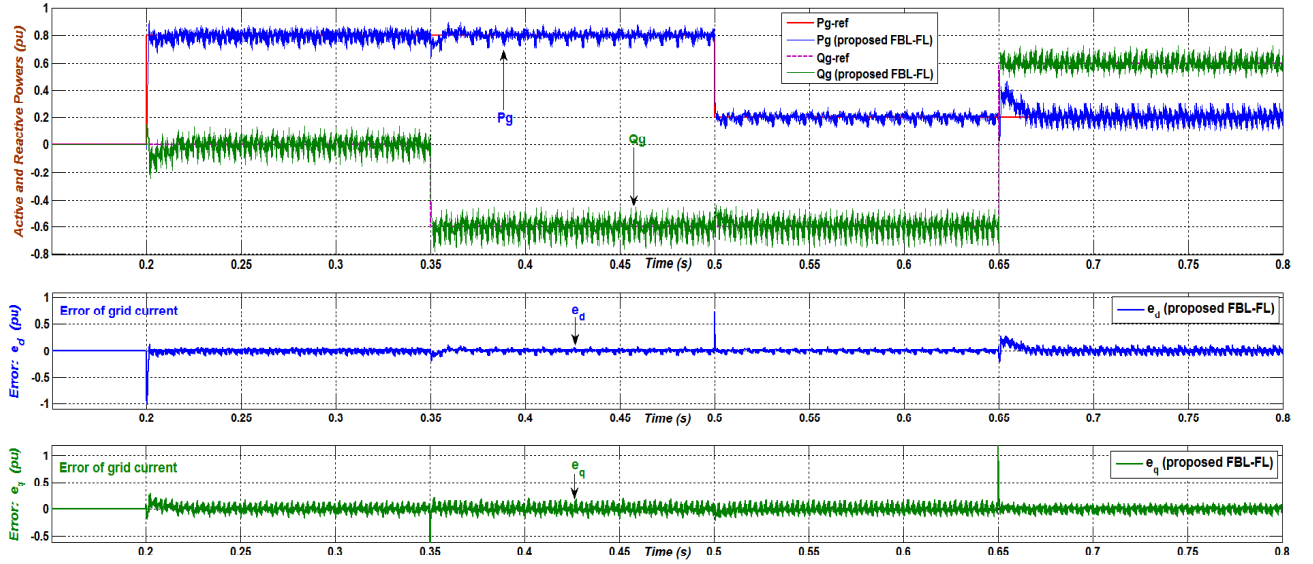 Active and Reactive Powers (pu)
0.8
0.6
0.4
0.2
0
-0.2
-0.4
-0.6
-0.8
Pg-ref
Pg (proposed FBL-FL)
Qg-ref
Qg (proposed FBL-FL)
Pg
Qg
0.2 0.25 0.3 0.35 0.4 0.45 0.5 0.55 0.6 0.65 0.7 0.75 0.8
Time (s)
Error: e_d (pu)
1
0.5
0
-0.5
-1
Error of grid current
e_d
e_d (proposed FBL-FL)
0.2 0.25 0.3 0.35 0.4 0.45 0.5 0.55 0.6 0.65 0.7 0.75 0.8
Time (s)
Error: e_q (pu)
1
0.5
0
-0.5
Error of grid current
e_q
e_q (proposed FBL-FL)
0.2 0.25 0.3 0.35 0.4 0.45 0.5 0.55 0.6 0.65 0.7 0.75 0.8
Time (s)